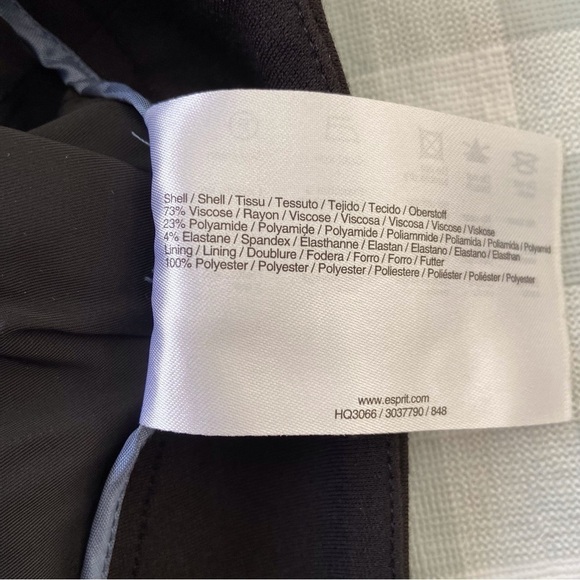 Shell / Shell / Tissu / Tessuto / Tejido / Tecido / Oberstoff
73% Viscose / Rayon / Viscose / Viscosa / Viscosa / Viscose / Viskose
23% Polyamide / Polyamide / Polyamide / Poliammide / Poliamida / Poliamida / Polyamid
4% Elastane / Spandex / Élasthanne / Elastan / Elastano / Elastano / Elasthan
Lining / Lining / Doublure / Fodera / Forro / Forro / Futter
100% Polyester / Polyester / Polyester / Poliestere / Poliéster / Poliéster / Polyester
www.esprit.com
HQ3066 / 3037790 / 848